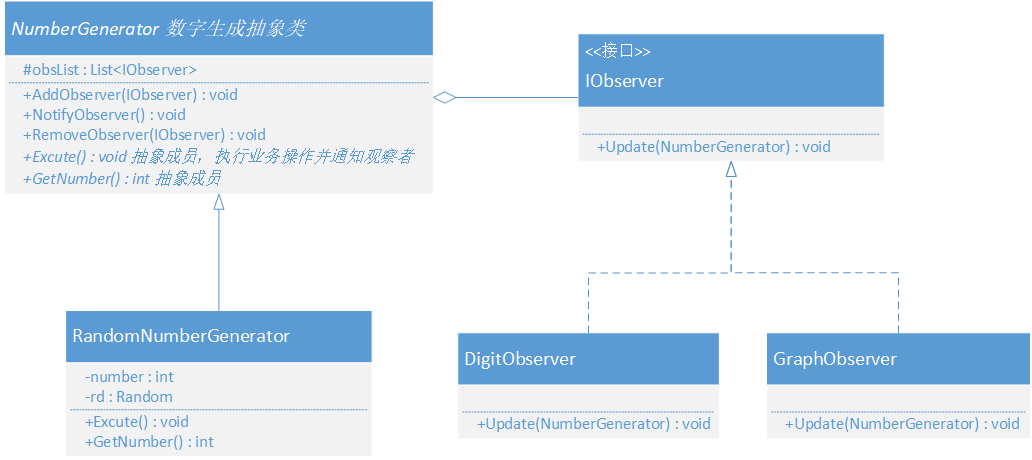 NumberGenerator 数字生成抽象类
#obsList : List<IObserver>
+AddObserver(IObserver) : void
+NotifyObserver() : void
+RemoveObserver(IObserver) : void
+Excute() : void 抽象成员，执行业务操作并通知观察者
+GetNumber() : int 抽象成员
<<接口>>
IObserver
+Update(NumberGenerator) : void
RandomNumberGenerator
-number : int
-rd : Random
+Excute() : void
+GetNumber() : int
DigitObserver
+Update(NumberGenerator) : void
GraphObserver
+Update(NumberGenerator) : void